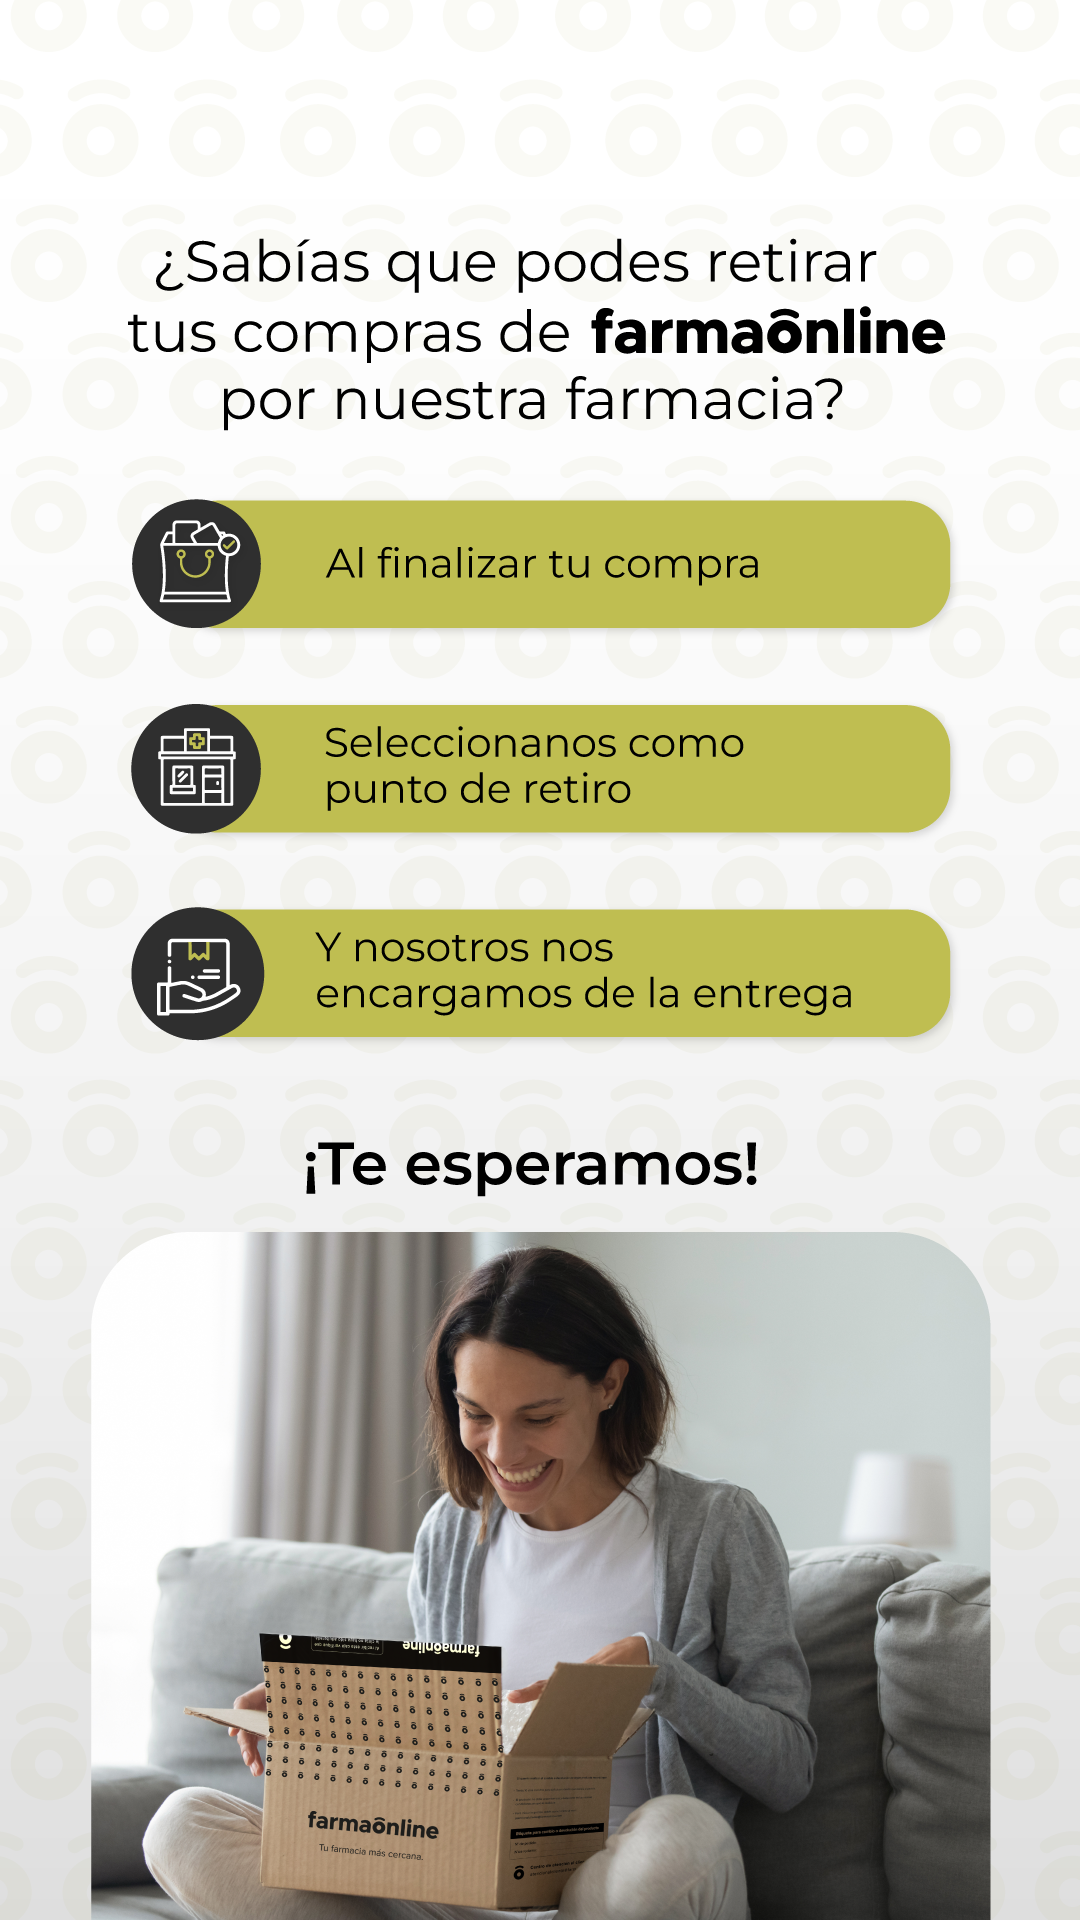 ¿Sabías que podes retirar
tus compras de farmaônline
por nuestra farmacia?
Al finalizar tu compra
Seleccionanos como
punto de retiro
Y nosotros nos
encargamos de la entrega
¡Te esperamos!
farmaônline
farmaônline
Tu farmacia más cercana.